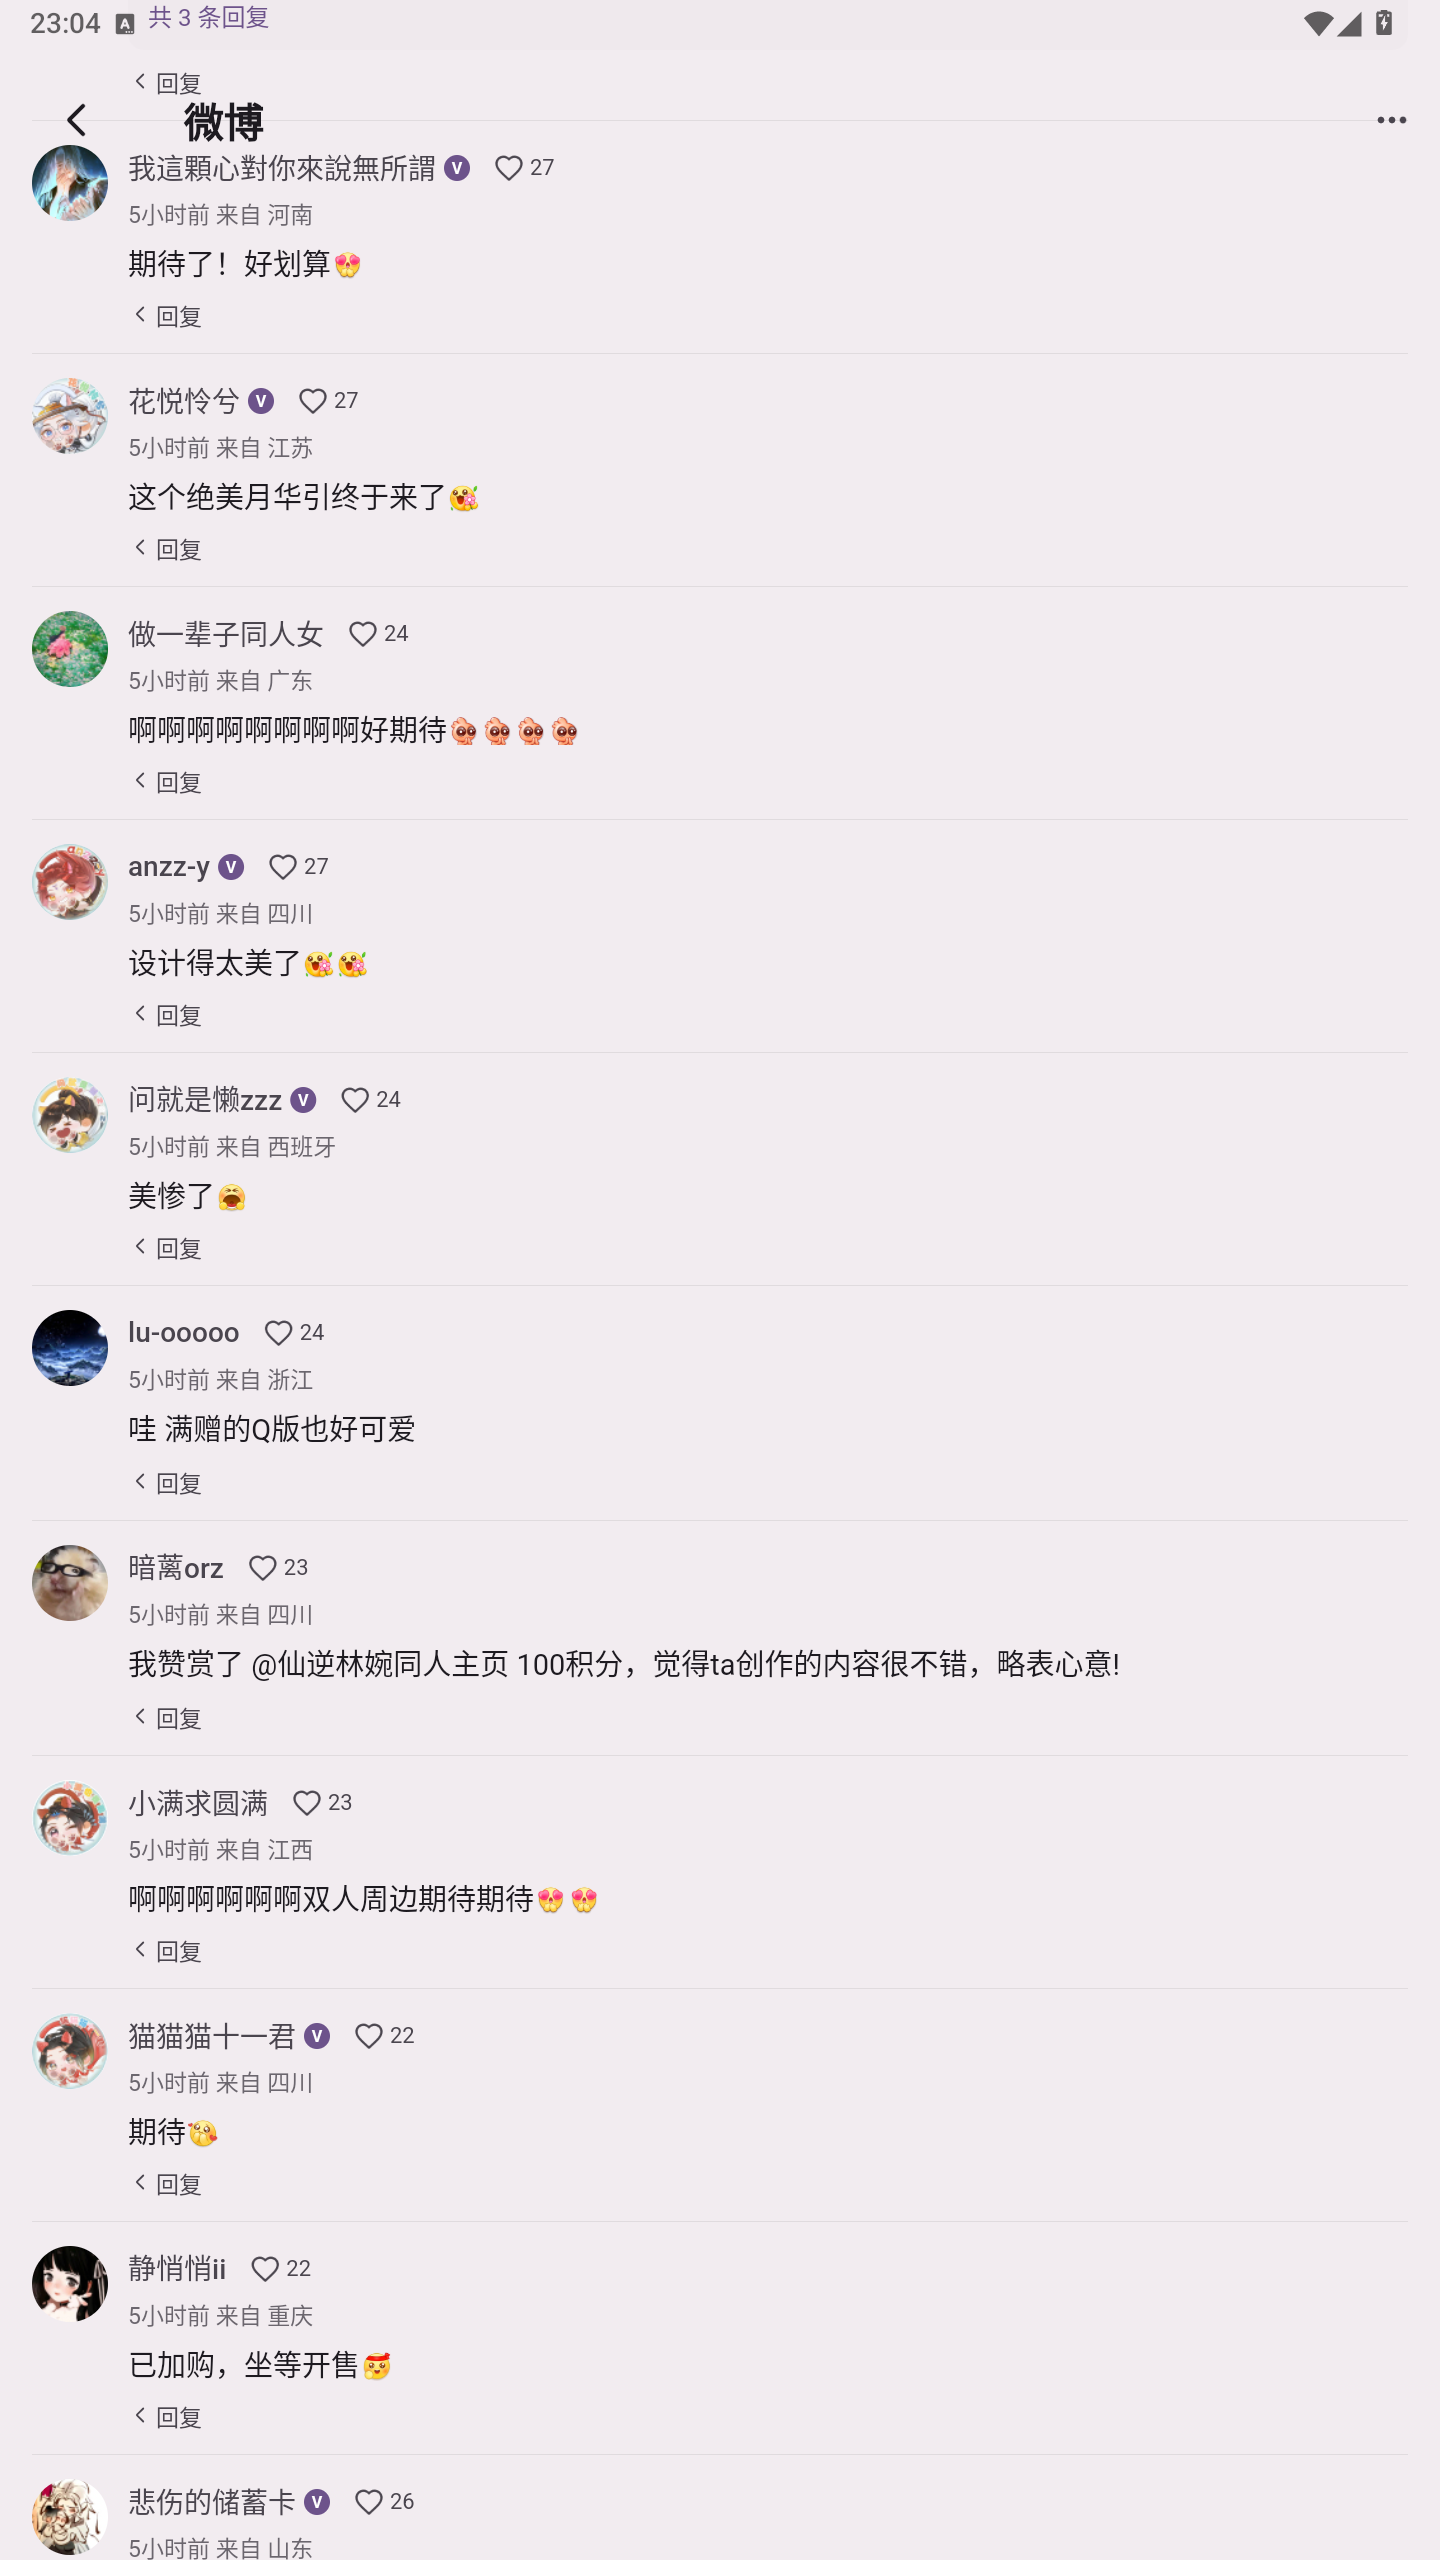 23:04
共 3 条回复
回复
微博
我這顆心對你來說無所謂 V 27
5小时前 来自 河南
期待了！好划算
回复
花悦怜兮 V 27
5小时前 来自 江苏
这个绝美月华引终于来了
回复
做一辈子同人女 24
5小时前 来自 广东
啊啊啊啊啊啊啊啊好期待
回复
anzz-y V 27
5小时前 来自 四川
设计得太美了
回复
问就是懒zzz V 24
5小时前 来自 西班牙
美惨了
回复
lu-ooooo 24
5小时前 来自 浙江
哇 满赠的Q版也好可爱
回复
暗蓠orz 23
5小时前 来自 四川
我赞赏了 @仙逆林婉同人主页 100积分，觉得ta创作的内容很不错，略表心意!
回复
小满求圆满 23
5小时前 来自 江西
啊啊啊啊啊啊双人周边期待期待
回复
猫猫猫十一君 V 22
5小时前 来自 四川
期待
回复
静悄悄ii 22
5小时前 来自 重庆
已加购，坐等开售
回复
悲伤的储蓄卡 V 26
5小时前 来自 山东